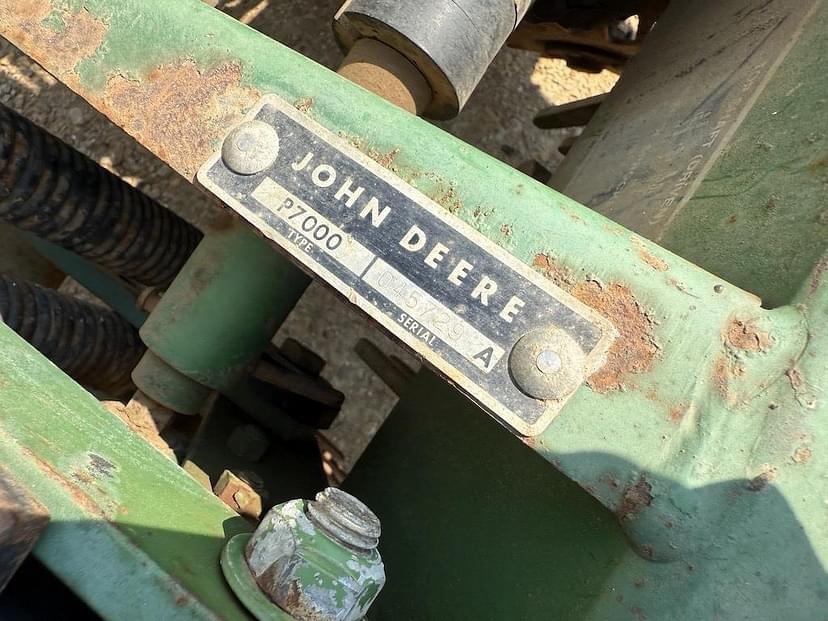 JOHN DEERE
P7000 045729 A
TYPE SERIAL